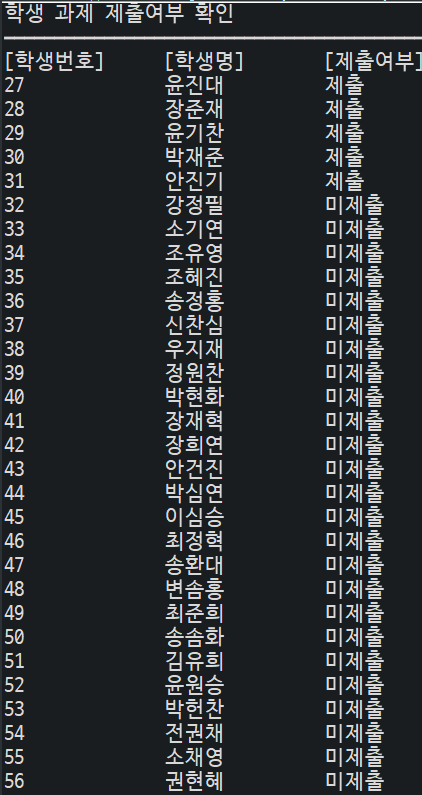 학생 과제 제출여부 확인
[학생번호] [학생명] [제출여부]
27 윤진대 제출
28 장준재 제출
29 윤기찬 제출
30 박재준 제출
31 안진기 제출
32 강정필 미제출
33 소기연 미제출
34 조유영 미제출
35 조혜진 미제출
36 송정홍 미제출
37 신찬심 미제출
38 우지재 미제출
39 정원찬 미제출
40 박현화 미제출
41 장재혁 미제출
42 장희연 미제출
43 안건진 미제출
44 박심연 미제출
45 이심승 미제출
46 최정혁 미제출
47 송환대 미제출
48 변솜홍 미제출
49 최준희 미제출
50 송솜화 미제출
51 김유희 미제출
52 윤원승 미제출
53 박헌찬 미제출
54 전권채 미제출
55 소채영 미제출
56 권현혜 미제출